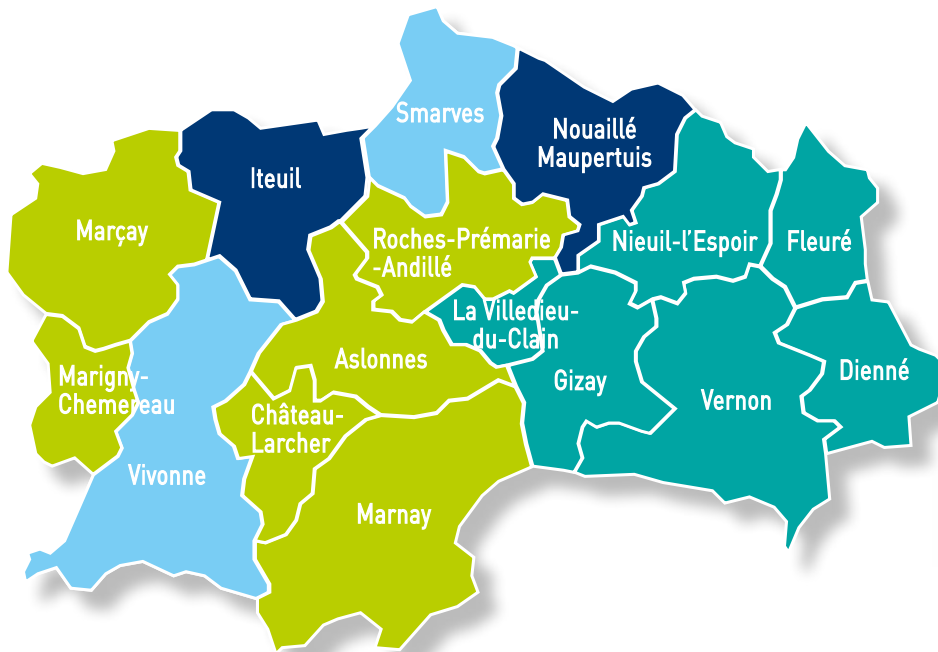 Smarves
Nouaillé
Maupertuis
Iteuil
Marçay
Roches-Prémarie
-Andillé
Nieuil-l'Espoir
Fleuré
La Villedieu-
du-Clain
Aslonnes
Marigny-
Chemereau
Château-
Larcher
Gizay
Vernon
Dienné
Vivonne
Marnay